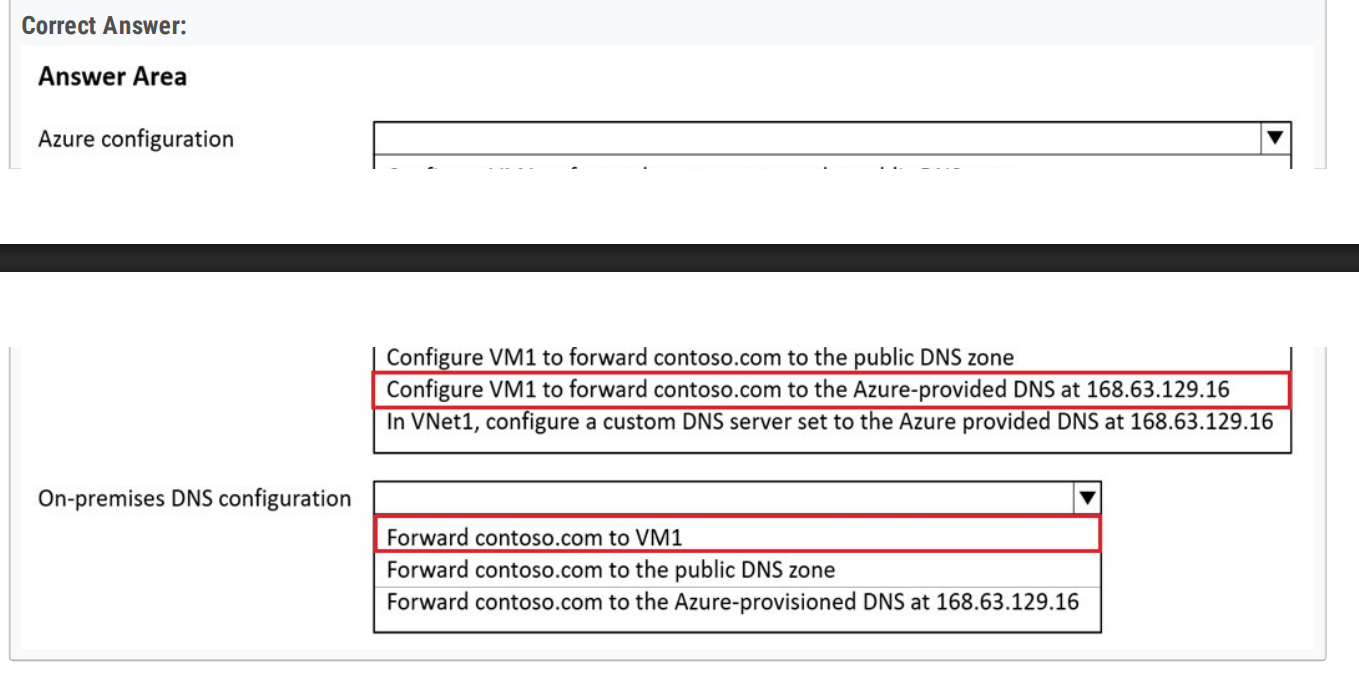 Correct Answer:
Answer Area
Azure configuration
Configure VM1 to forward contoso.com to the public DNS zone
Configure VM1 to forward contoso.com to the Azure-provided DNS at 168.63.129.16
In VNet1, configure a custom DNS server set to the Azure provided DNS at 168.63.129.16
On-premises DNS configuration
Forward contoso.com to VM1
Forward contoso.com to the public DNS zone
Forward contoso.com to the Azure-provisioned DNS at 168.63.129.16